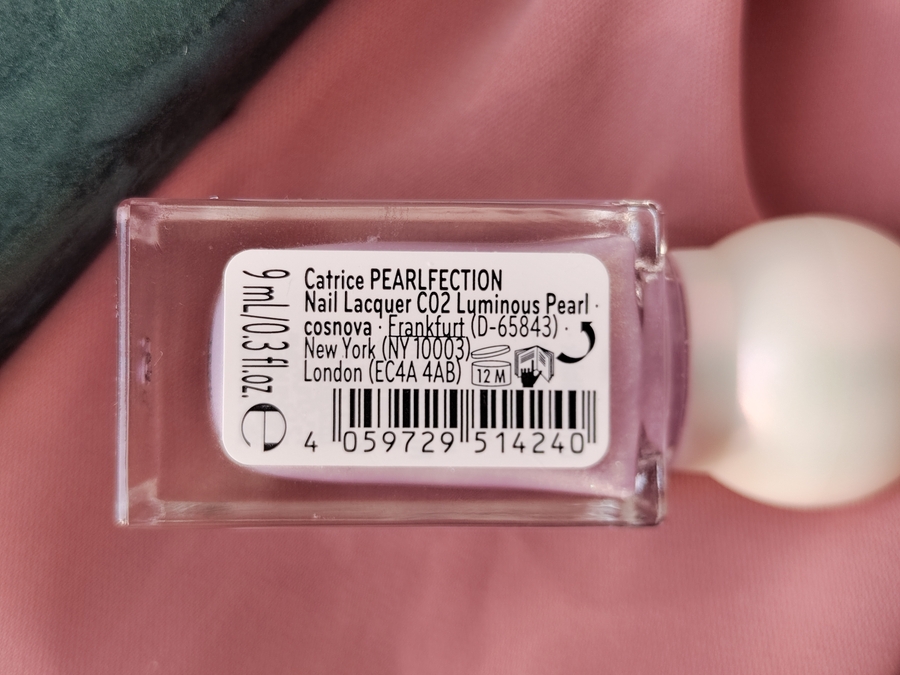 Catrice PEARLFECTION
Nail Lacquer C02 Luminous Pearl ·
cosnova · Frankfurt (D-65843) ·
New York (NY 10003)
London (EC4A 4AB)
12 M
4 059729 514240
9 mL/0.3 fl.oz. e